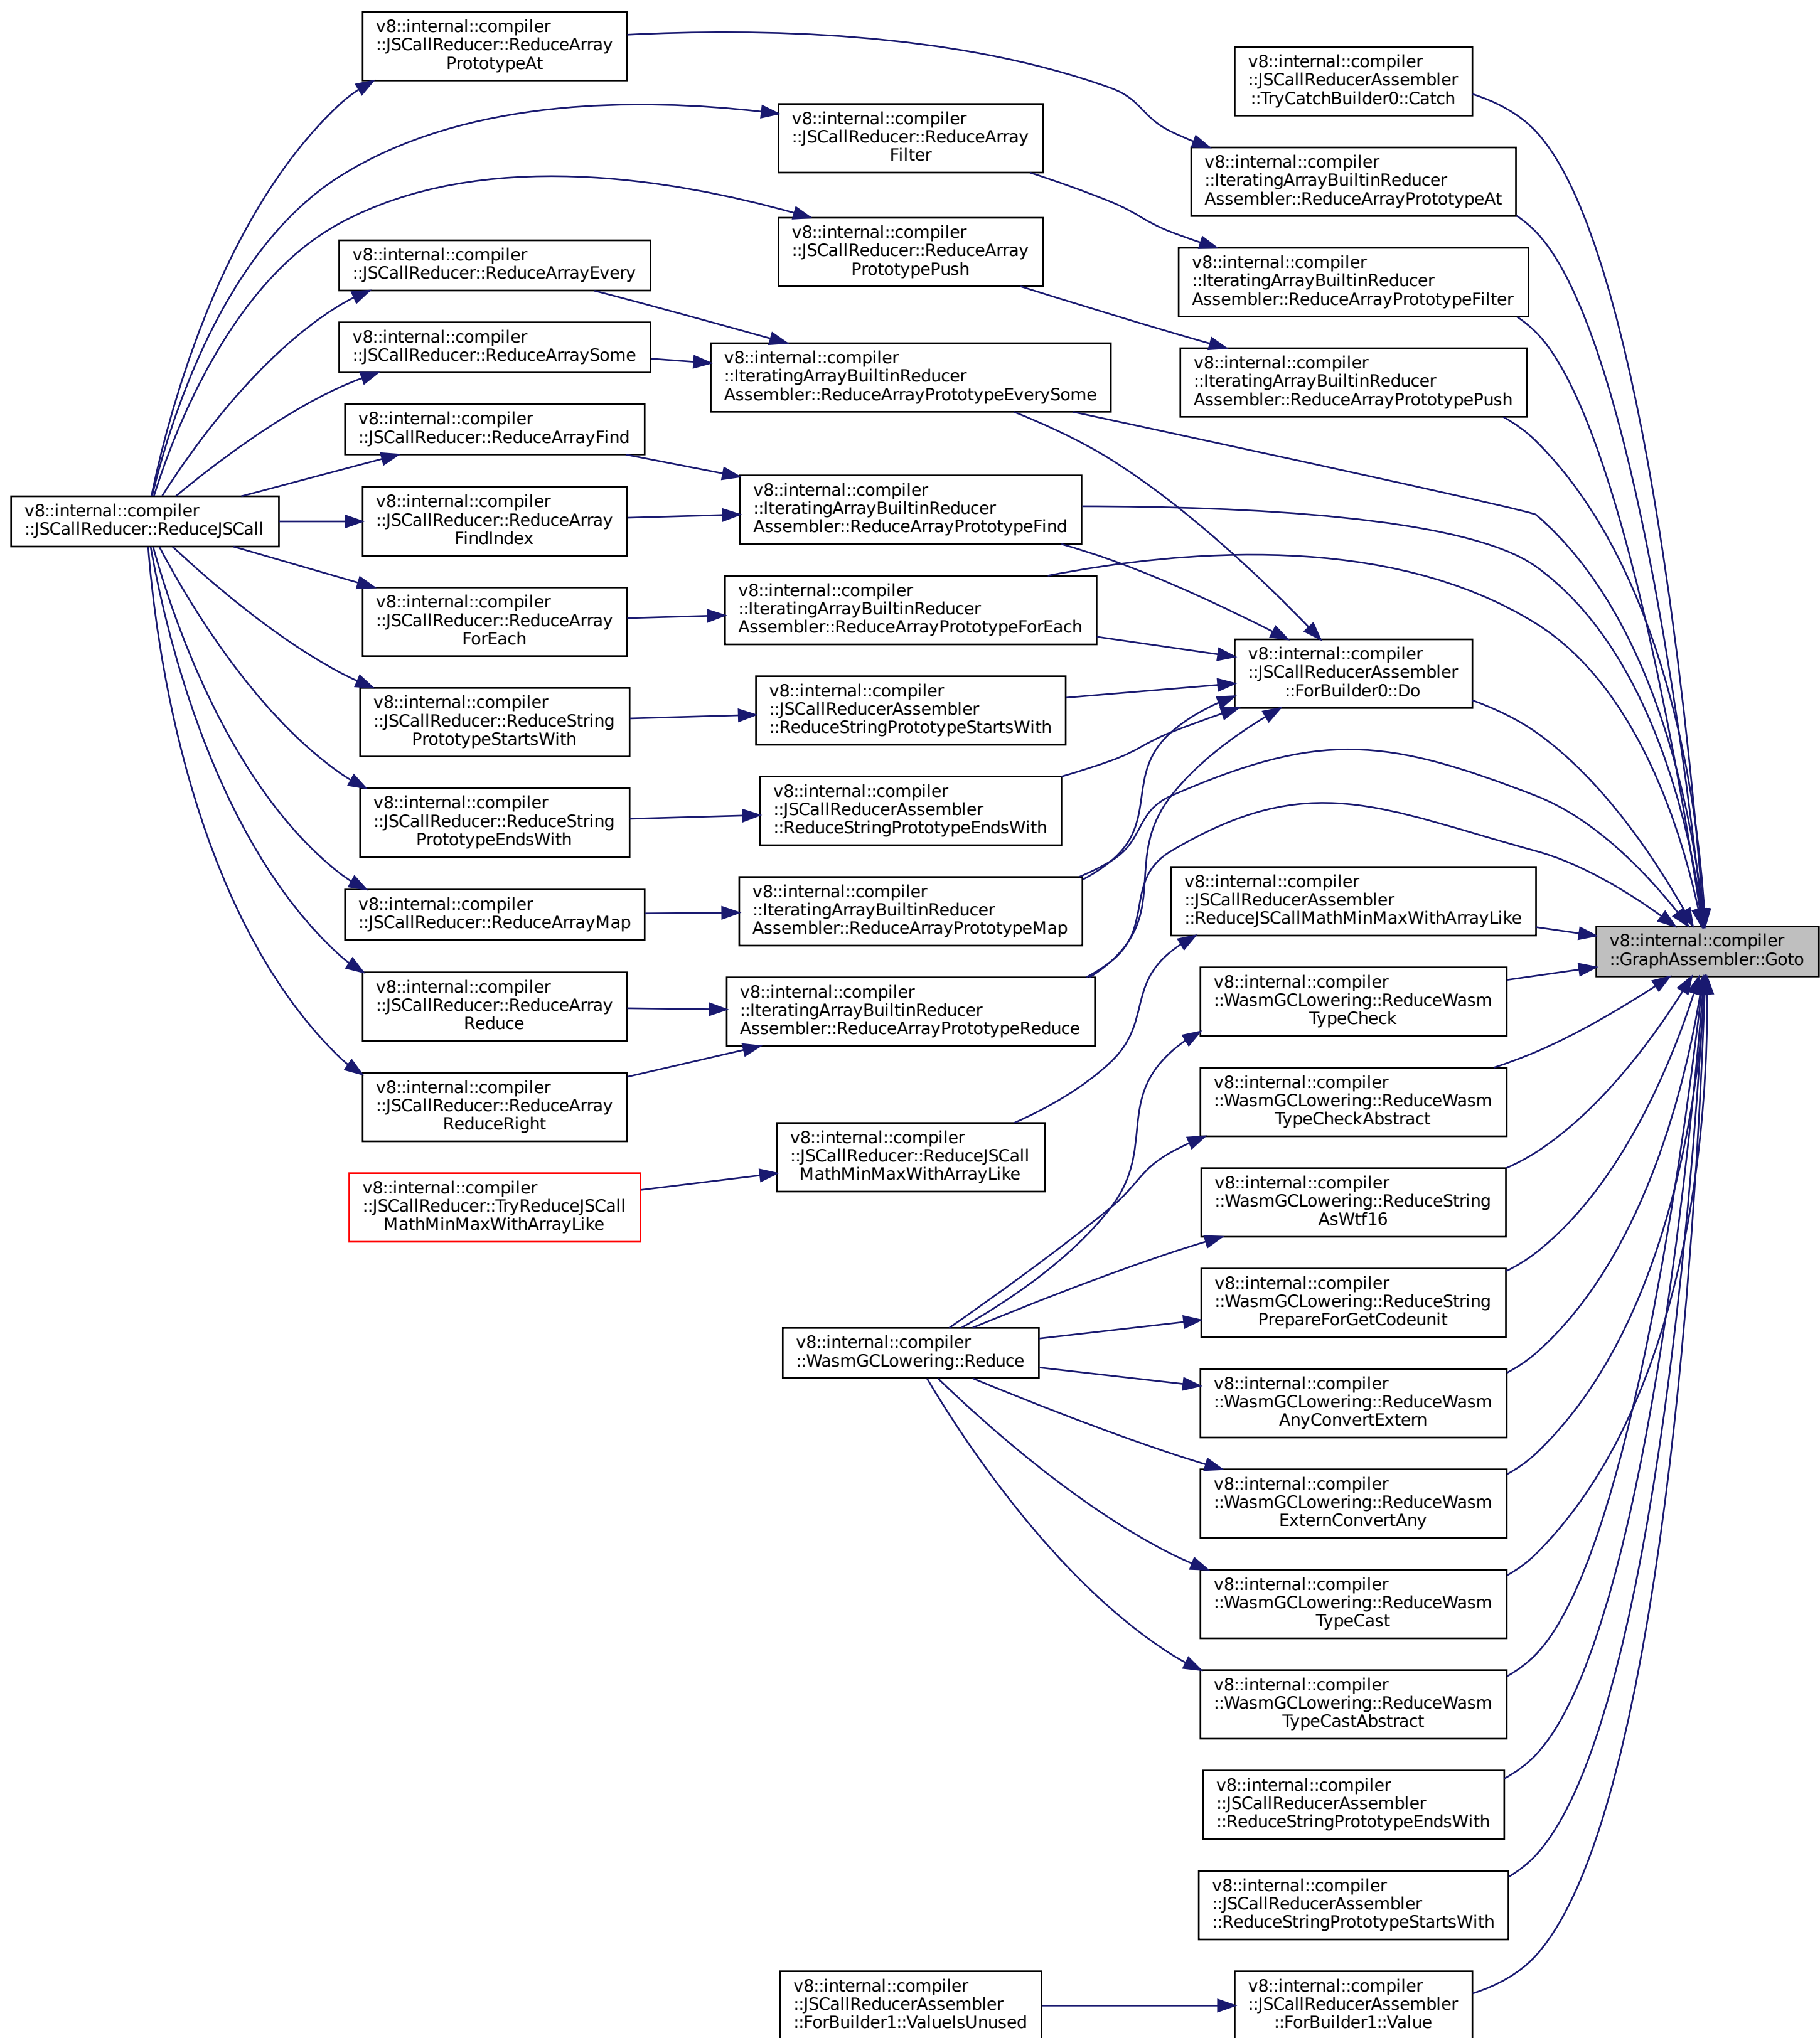 v8::internal::compiler
::JSCallReducer::ReduceArray
PrototypeAt
v8::internal::compiler
::JSCallReducerAssembler
::TryCatchBuilder0::Catch
v8::internal::compiler
::JSCallReducer::ReduceArray
Filter
v8::internal::compiler
::IteratingArrayBuiltinReducer
Assembler::ReduceArrayPrototypeAt
v8::internal::compiler
::JSCallReducer::ReduceArray
PrototypePush
v8::internal::compiler
::JSCallReducer::ReduceArrayEvery
v8::internal::compiler
::IteratingArrayBuiltinReducer
Assembler::ReduceArrayPrototypeFilter
v8::internal::compiler
::JSCallReducer::ReduceArraySome
v8::internal::compiler
::IteratingArrayBuiltinReducer
Assembler::ReduceArrayPrototypeEverySome
v8::internal::compiler
::IteratingArrayBuiltinReducer
Assembler::ReduceArrayPrototypePush
v8::internal::compiler
::JSCallReducer::ReduceArrayFind
v8::internal::compiler
::IteratingArrayBuiltinReducer
Assembler::ReduceArrayPrototypeFind
v8::internal::compiler
::JSCallReducer::ReduceJSCall
v8::internal::compiler
::JSCallReducer::ReduceArray
FindIndex
v8::internal::compiler
::JSCallReducer::ReduceArray
ForEach
v8::internal::compiler
::IteratingArrayBuiltinReducer
Assembler::ReduceArrayPrototypeForEach
v8::internal::compiler
::JSCallReducerAssembler
::ForBuilder0::Do
v8::internal::compiler
::JSCallReducer::ReduceString
PrototypeStartsWith
v8::internal::compiler
::JSCallReducerAssembler
::ReduceStringPrototypeStartsWith
v8::internal::compiler
::JSCallReducer::ReduceString
PrototypeEndsWith
v8::internal::compiler
::JSCallReducerAssembler
::ReduceStringPrototypeEndsWith
v8::internal::compiler
::JSCallReducer::ReduceArrayMap
v8::internal::compiler
::IteratingArrayBuiltinReducer
Assembler::ReduceArrayPrototypeMap
v8::internal::compiler
::JSCallReducerAssembler
::ReduceJSCallMathMinMaxWithArrayLike
v8::internal::compiler
::GraphAssembler::Goto
v8::internal::compiler
::JSCallReducer::ReduceArray
Reduce
v8::internal::compiler
::IteratingArrayBuiltinReducer
Assembler::ReduceArrayPrototypeReduce
v8::internal::compiler
::WasmGCLowering::ReduceWasm
TypeCheck
v8::internal::compiler
::JSCallReducer::ReduceArray
ReduceRight
v8::internal::compiler
::WasmGCLowering::ReduceWasm
TypeCheckAbstract
v8::internal::compiler
::JSCallReducer::TryReduceJSCall
MathMinMaxWithArrayLike
v8::internal::compiler
::JSCallReducer::ReduceJSCall
MathMinMaxWithArrayLike
v8::internal::compiler
::WasmGCLowering::ReduceString
AsWtf16
v8::internal::compiler
::WasmGCLowering::ReduceString
PrepareForGetCodeunit
v8::internal::compiler
::WasmGCLowering::Reduce
v8::internal::compiler
::WasmGCLowering::ReduceWasm
AnyConvertExtern
v8::internal::compiler
::WasmGCLowering::ReduceWasm
ExternConvertAny
v8::internal::compiler
::WasmGCLowering::ReduceWasm
TypeCast
v8::internal::compiler
::WasmGCLowering::ReduceWasm
TypeCastAbstract
v8::internal::compiler
::JSCallReducerAssembler
::ReduceStringPrototypeEndsWith
v8::internal::compiler
::JSCallReducerAssembler
::ReduceStringPrototypeStartsWith
v8::internal::compiler
::JSCallReducerAssembler
::ForBuilder1::ValueIsUnused
v8::internal::compiler
::JSCallReducerAssembler
::ForBuilder1::Value